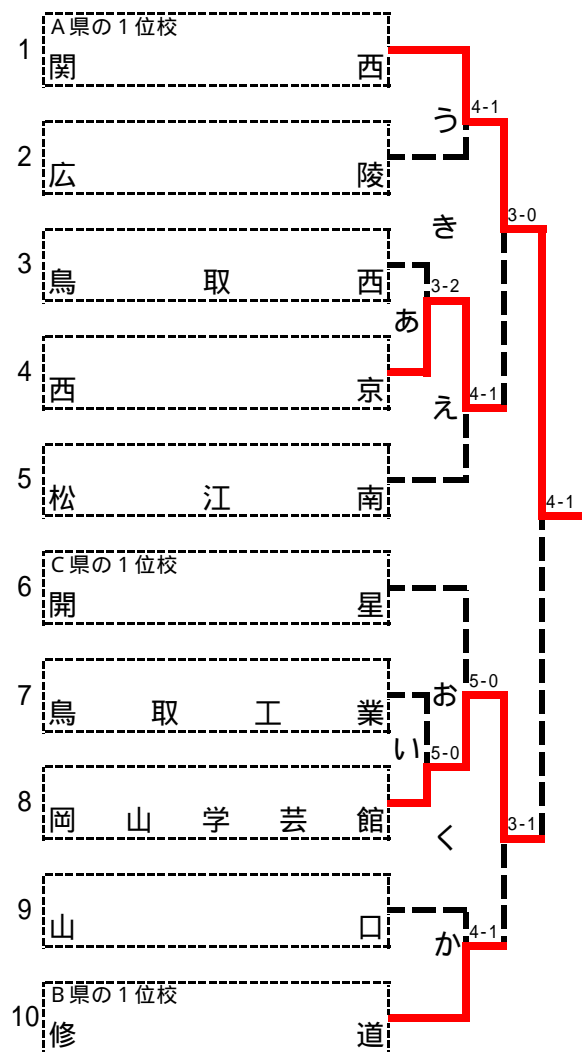 A県の1位校
1 関西
4-1
う
2 広陵
き
3-0
3 鳥取西
3-2
あ
4 西京
え
4-1
5 松江南
4-1
C県の1位校
6 開星
5-0
7 鳥取工業
お
い
5-0
8 岡山学芸館
く
3-1
9 山口
4-1
か
B県の1位校
10 修道